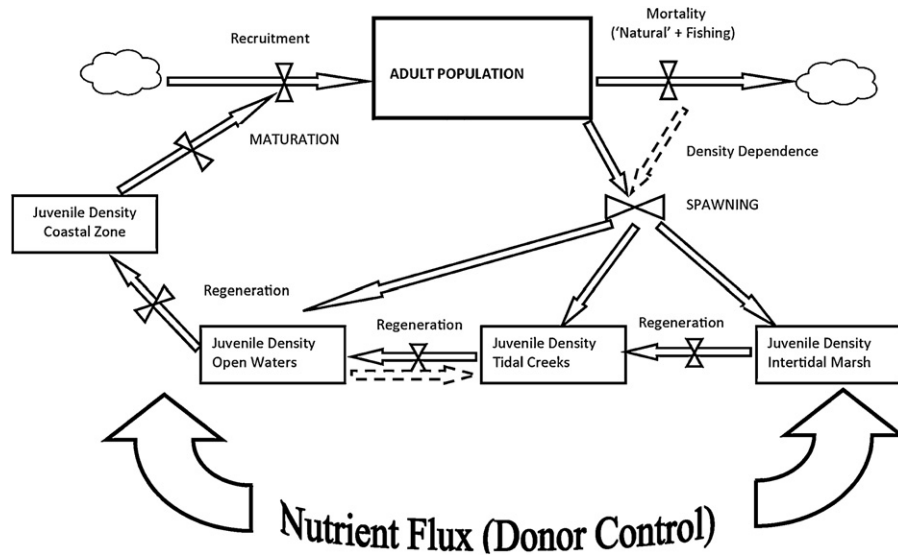 Recruitment
Mortality
(‘Natural’ + Fishing)
ADULT POPULATION
MATURATION
Density Dependence
SPAWNING
Juvenile Density
Coastal Zone
Regeneration
Juvenile Density
Open Waters
Regeneration
Juvenile Density
Tidal Creeks
Regeneration
Juvenile Density
Intertidal Marsh
Nutrient Flux (Donor Control)